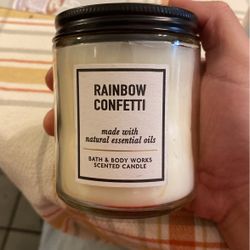 RAINBOW
CONFETTI
made with
natural essential oils
BATH & BODY WORKS
SCENTED CANDLE